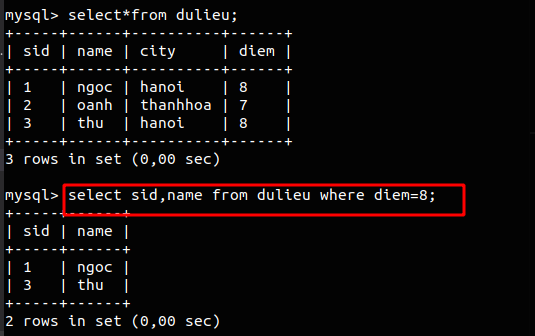 mysql> select*from dulieu;
+-----+------+----------+------+
| sid | name | city     | diem |
+-----+------+----------+------+
| 1   | ngoc | hanoi    | 8    |
| 2   | oanh | thanhhoa | 7    |
| 3   | thu  | hanoi    | 8    |
+-----+------+----------+------+
3 rows in set (0,00 sec)
mysql> select sid,name from dulieu where diem=8;
+-----+------+
| sid | name |
+-----+------+
| 1   | ngoc |
| 3   | thu  |
+-----+------+
2 rows in set (0,00 sec)